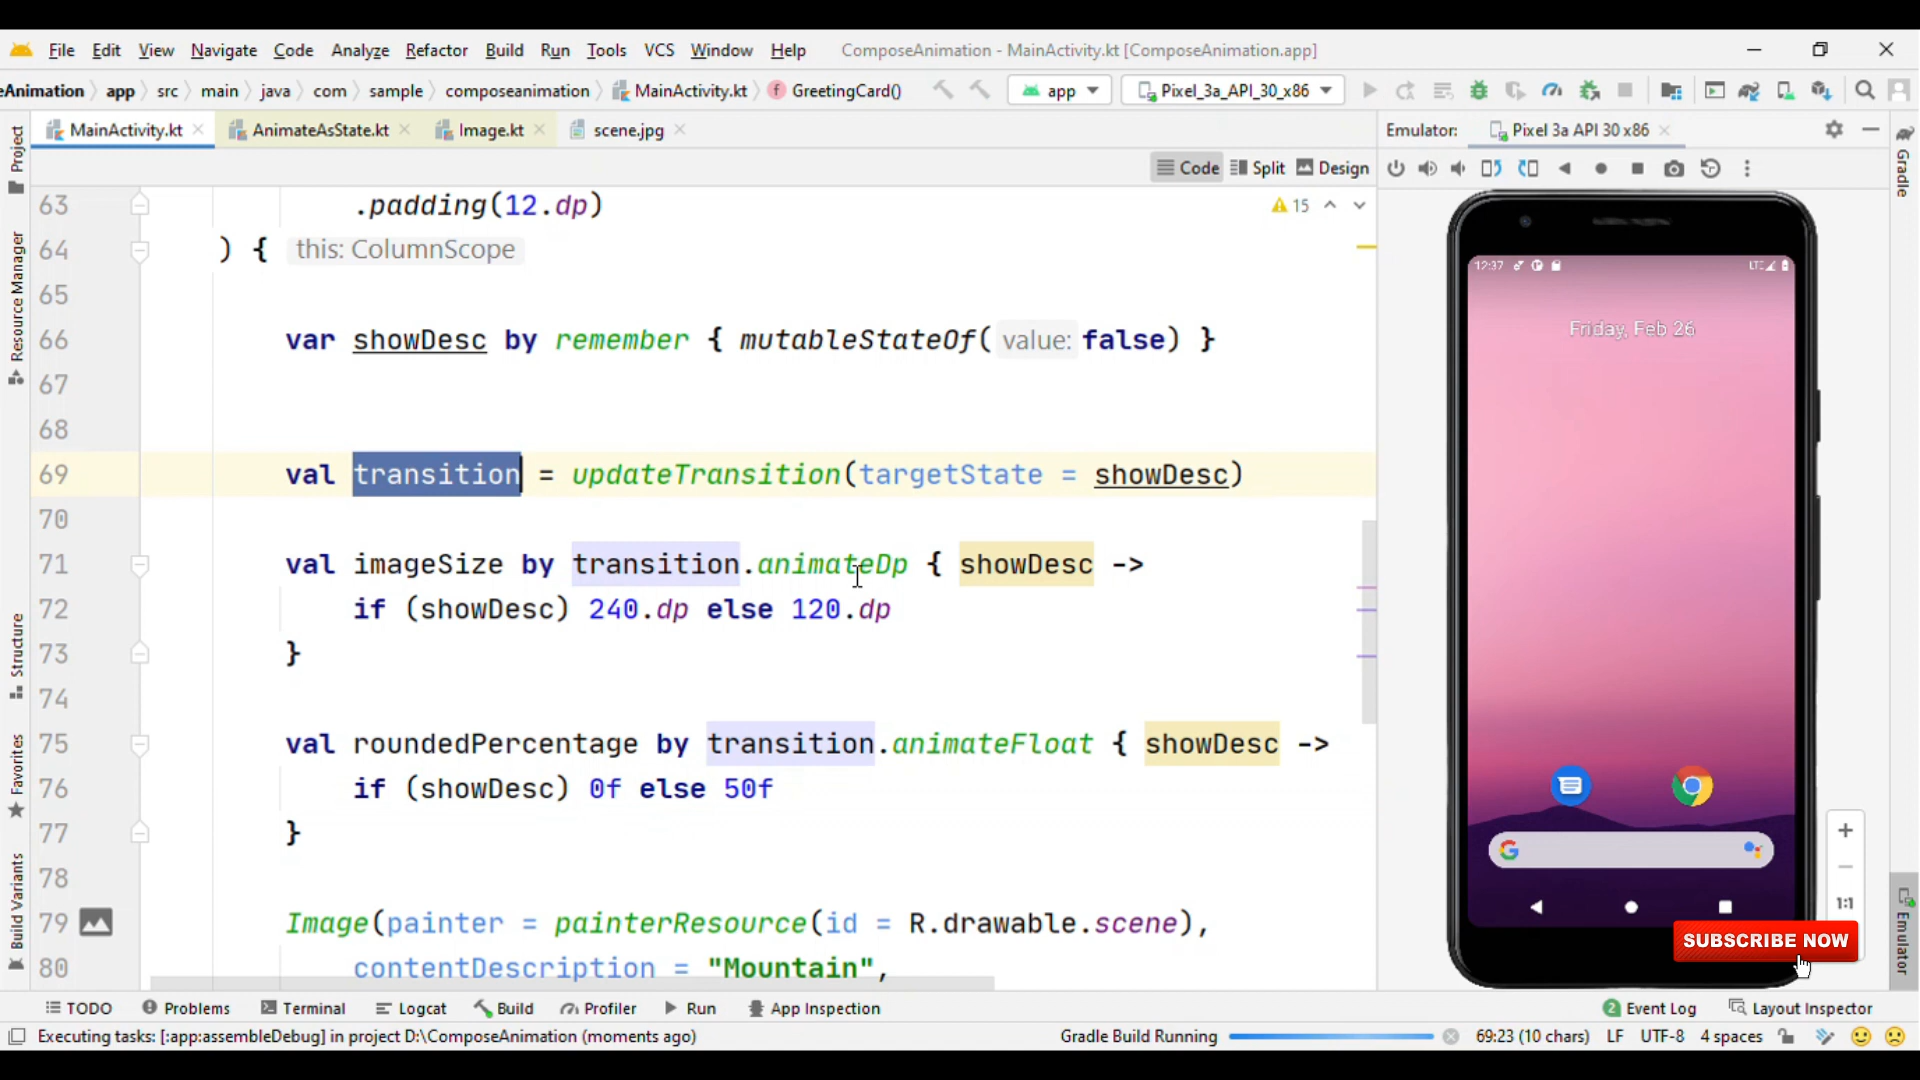 File Edit View Navigate Code Analyze Refactor Build Run Tools VCS Window Help ComposeAnimation - MainActivity.kt [ComposeAnimation.app]
eAnimation app src main java com sample composeanimation MainActivity.kt GreetingCard() app Pixel_3a_API_30_x86
MainActivity.kt AnimateAsState.kt Image.kt scene.jpg Emulator: Pixel 3a API 30 x86
Code Split Design
Project
Resource Manager
Structure
Favorites
Build Variants
63 .padding(12.dp) 15
64 ) { this: ColumnScope
65
66 var showDesc by remember { mutableStateOf( value: false) }
67
68
69 val transition = updateTransition(targetState = showDesc)
70
71 val imageSize by transition.animateDp { showDesc ->
72 if (showDesc) 240.dp else 120.dp
73 }
74
75 val roundedPercentage by transition.animateFloat { showDesc ->
76 if (showDesc) 0f else 50f
77 }
78
79 Image(painter = painterResource(id = R.drawable.scene),
80 contentDescription = "Mountain",
12:37 LTE
Friday, Feb 26
G
1:1
SUBSCRIBE NOW
Gradle
Emulator
TODO Problems Terminal Logcat Build Profiler Run App Inspection 2 Event Log Layout Inspector
Executing tasks: [:app:assembleDebug] in project D:\ComposeAnimation (moments ago) Gradle Build Running 69:23 (10 chars) LF UTF-8 4 spaces